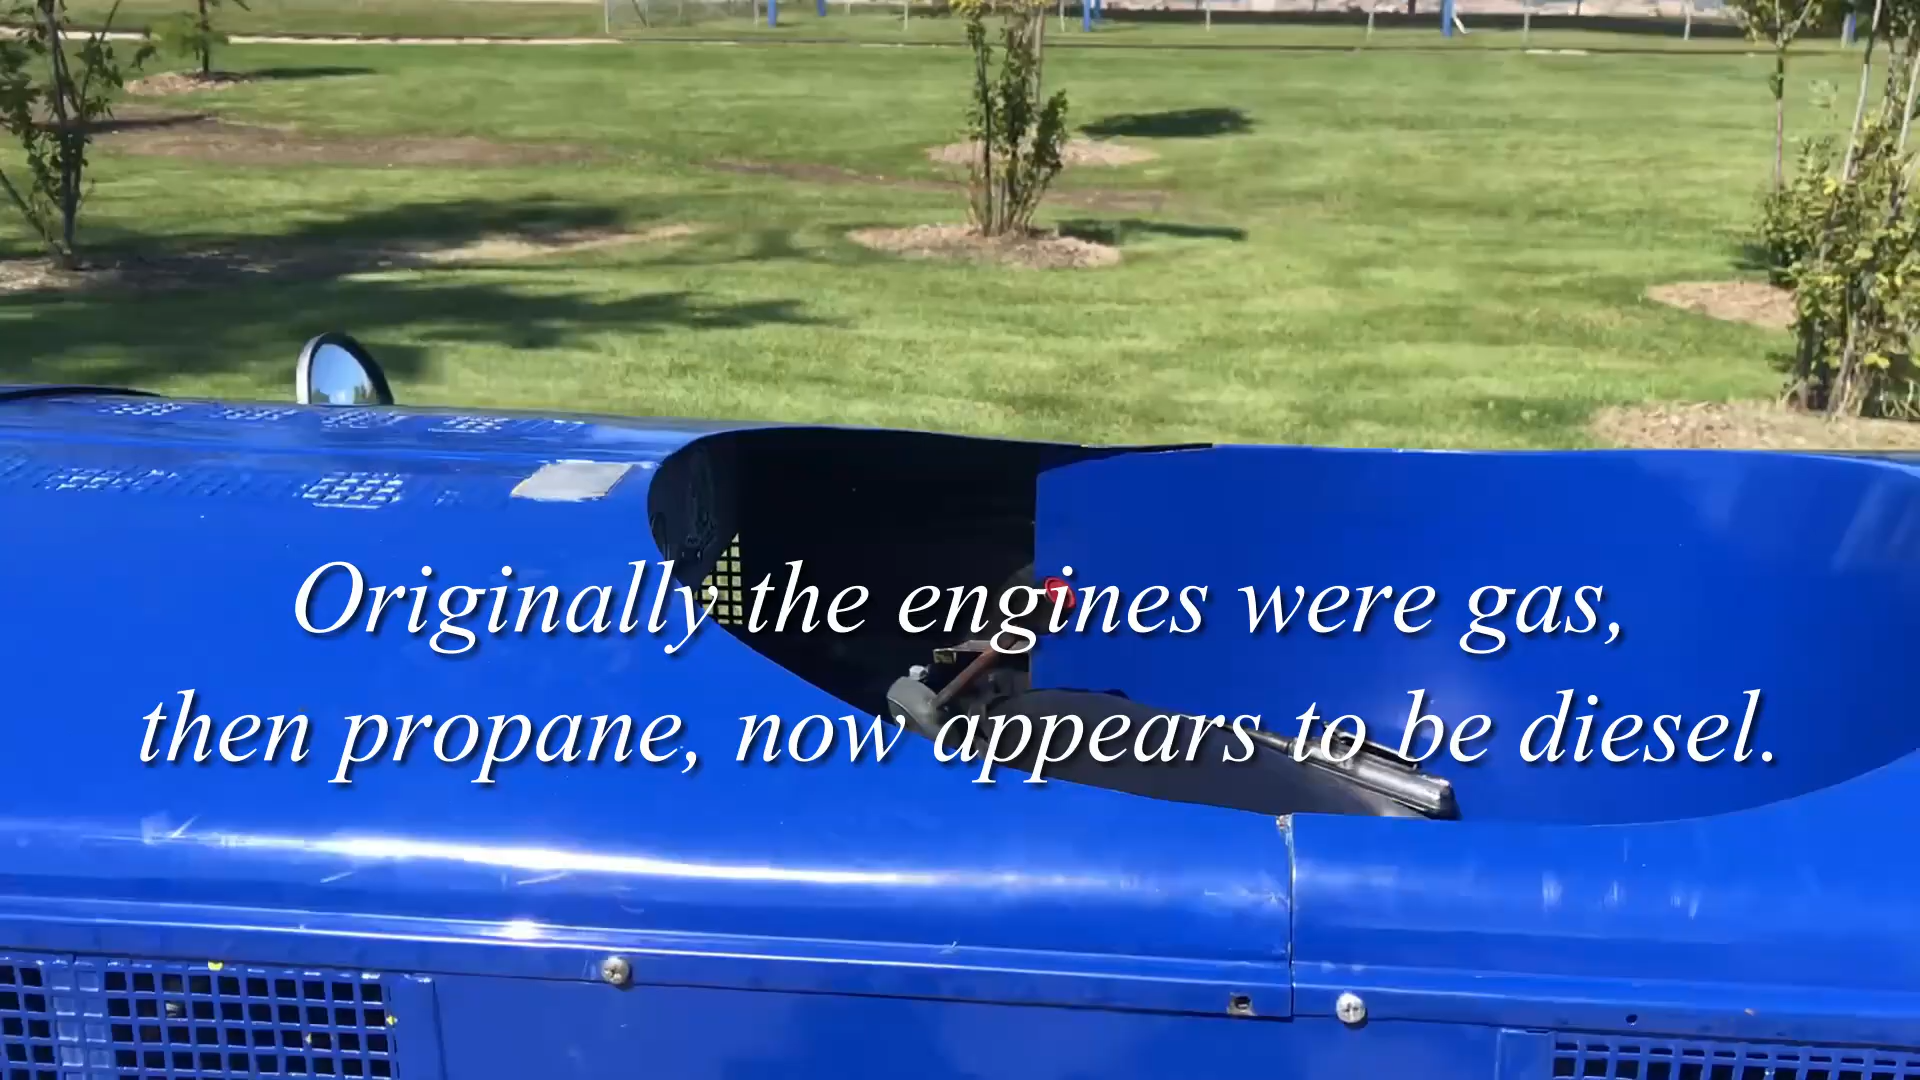 Originally the engines were gas,
then propane, now appears to be diesel.